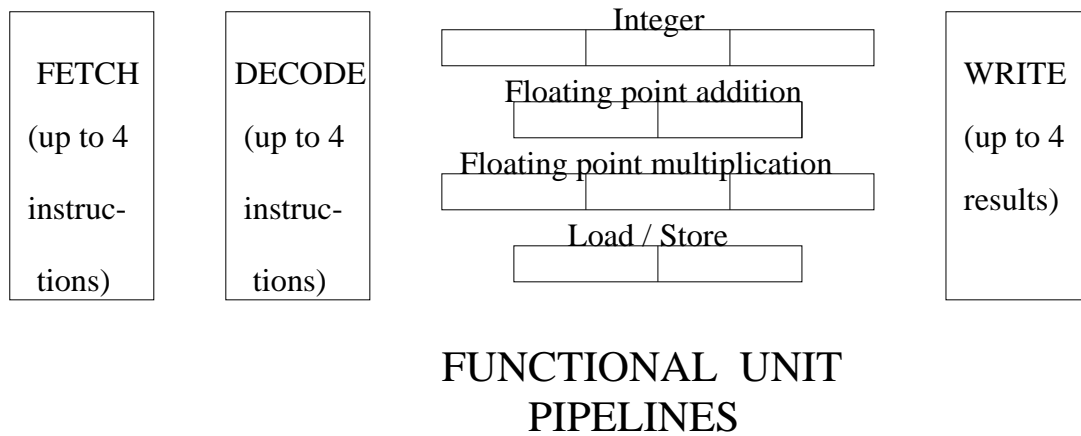 FETCH
(up to 4
instruc-
tions)
DECODE
(up to 4
instruc-
tions)
Integer
Floating point addition
Floating point multiplication
Load / Store
WRITE
(up to 4
results)
FUNCTIONAL UNIT
PIPELINES